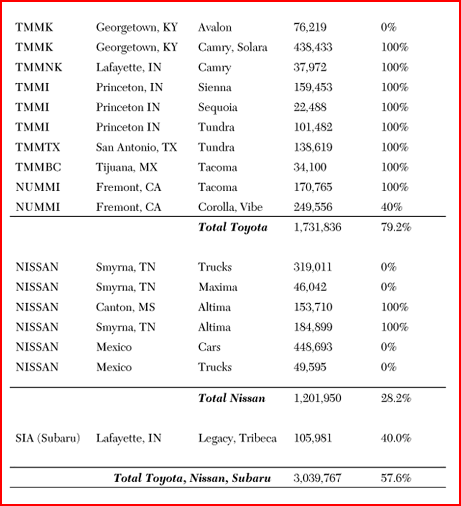 TMMK Georgetown, KY Avalon 76,219 0%
TMMK Georgetown, KY Camry, Solara 438,433 100%
TMMNK Lafayette, IN Camry 37,972 100%
TMMI Princeton, IN Sienna 159,453 100%
TMMI Princeton IN Sequoia 22,488 100%
TMMI Princeton IN Tundra 101,482 100%
TMMTX San Antonio, TX Tundra 138,619 100%
TMMBC Tijuana, MX Tacoma 34,100 100%
NUMMI Fremont, CA Tacoma 170,765 100%
NUMMI Fremont, CA Corolla, Vibe 249,556 40%
Total Toyota 1,731,836 79.2%
NISSAN Smyrna, TN Trucks 319,011 0%
NISSAN Smyrna, TN Maxima 46,042 0%
NISSAN Canton, MS Altima 153,710 100%
NISSAN Smyrna, TN Altima 184,899 100%
NISSAN Mexico Cars 448,693 0%
NISSAN Mexico Trucks 49,595 0%
Total Nissan 1,201,950 28.2%
SIA (Subaru) Lafayette, IN Legacy, Tribeca 105,981 40.0%
Total Toyota, Nissan, Subaru 3,039,767 57.6%